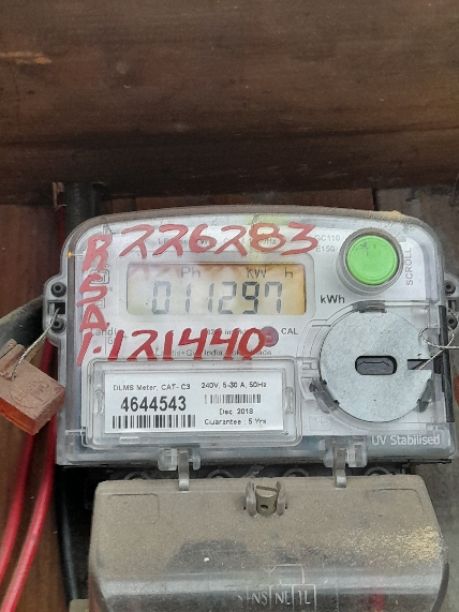 226283
Ph KW h
011297
kWh
SCROLL
CAL
1-121440
DLMS Meter, CAT- C3
240V, 5-30 A, 50Hz
4644543
Dec 2018
Guarantee : 5 Yrs
UV Stabilised